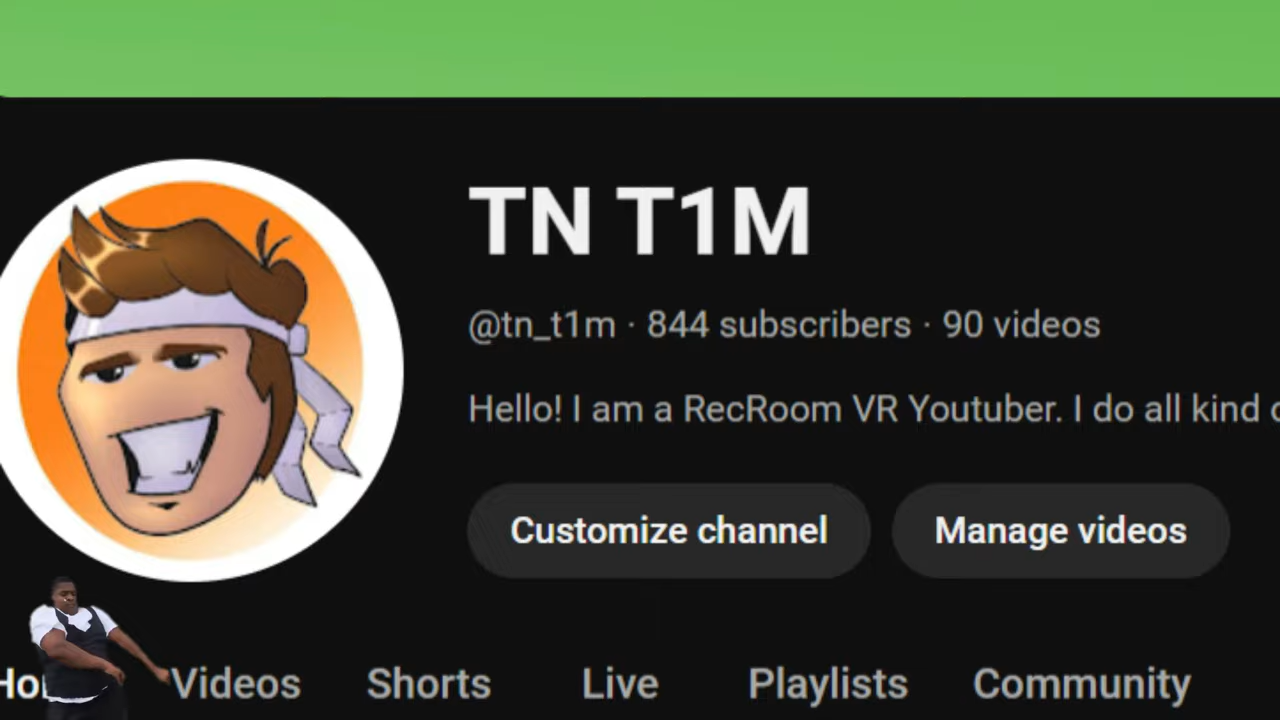 TN T1M
@tn_t1m · 844 subscribers · 90 videos
Hello! I am a RecRoom VR Youtuber. I do all kind
Customize channel Manage videos
Videos Shorts Live Playlists Community